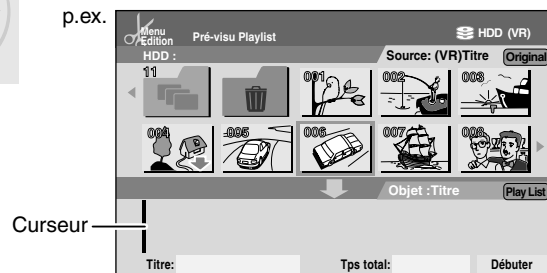 p.ex.
Menu
Edition
Pré-visu Playlist
HDD (VR)
HDD :
Source: (VR)Titre
Original
11
001
002
003
004
005
006
007
008
Objet :Titre
Play List
Curseur
Titre:
Tps total:
Débuter